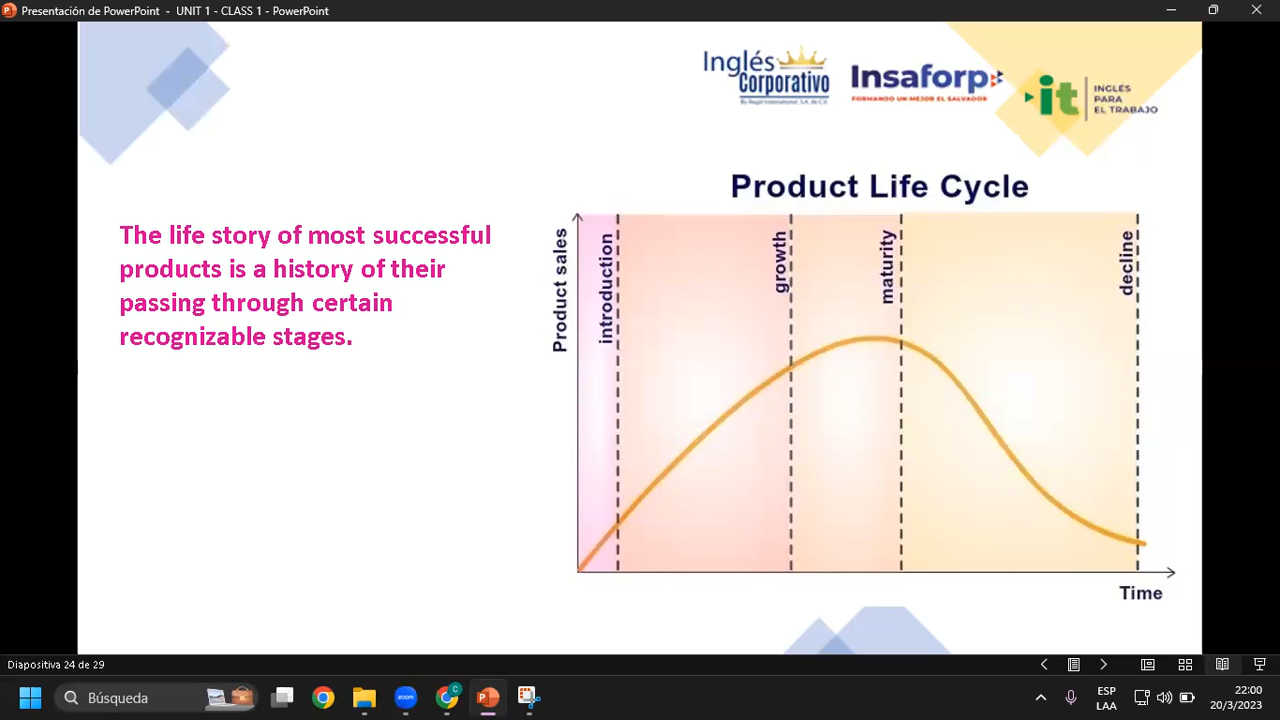 Presentación de PowerPoint - UNIT 1 - CLASS 1 - PowerPoint
Inglés
Corporativo
Insaforp
FORMANDO UN MEJOR EL SALVADOR
it
INGLÉS
PARA
EL TRABAJO
Product Life Cycle
The life story of most successful
products is a history of their
passing through certain
recognizable stages.
Product sales
introduction
growth
maturity
decline
Time
Diapositiva 24 de 29
Búsqueda
zoom
C
ESP
LAA
22:00
20/3/2023